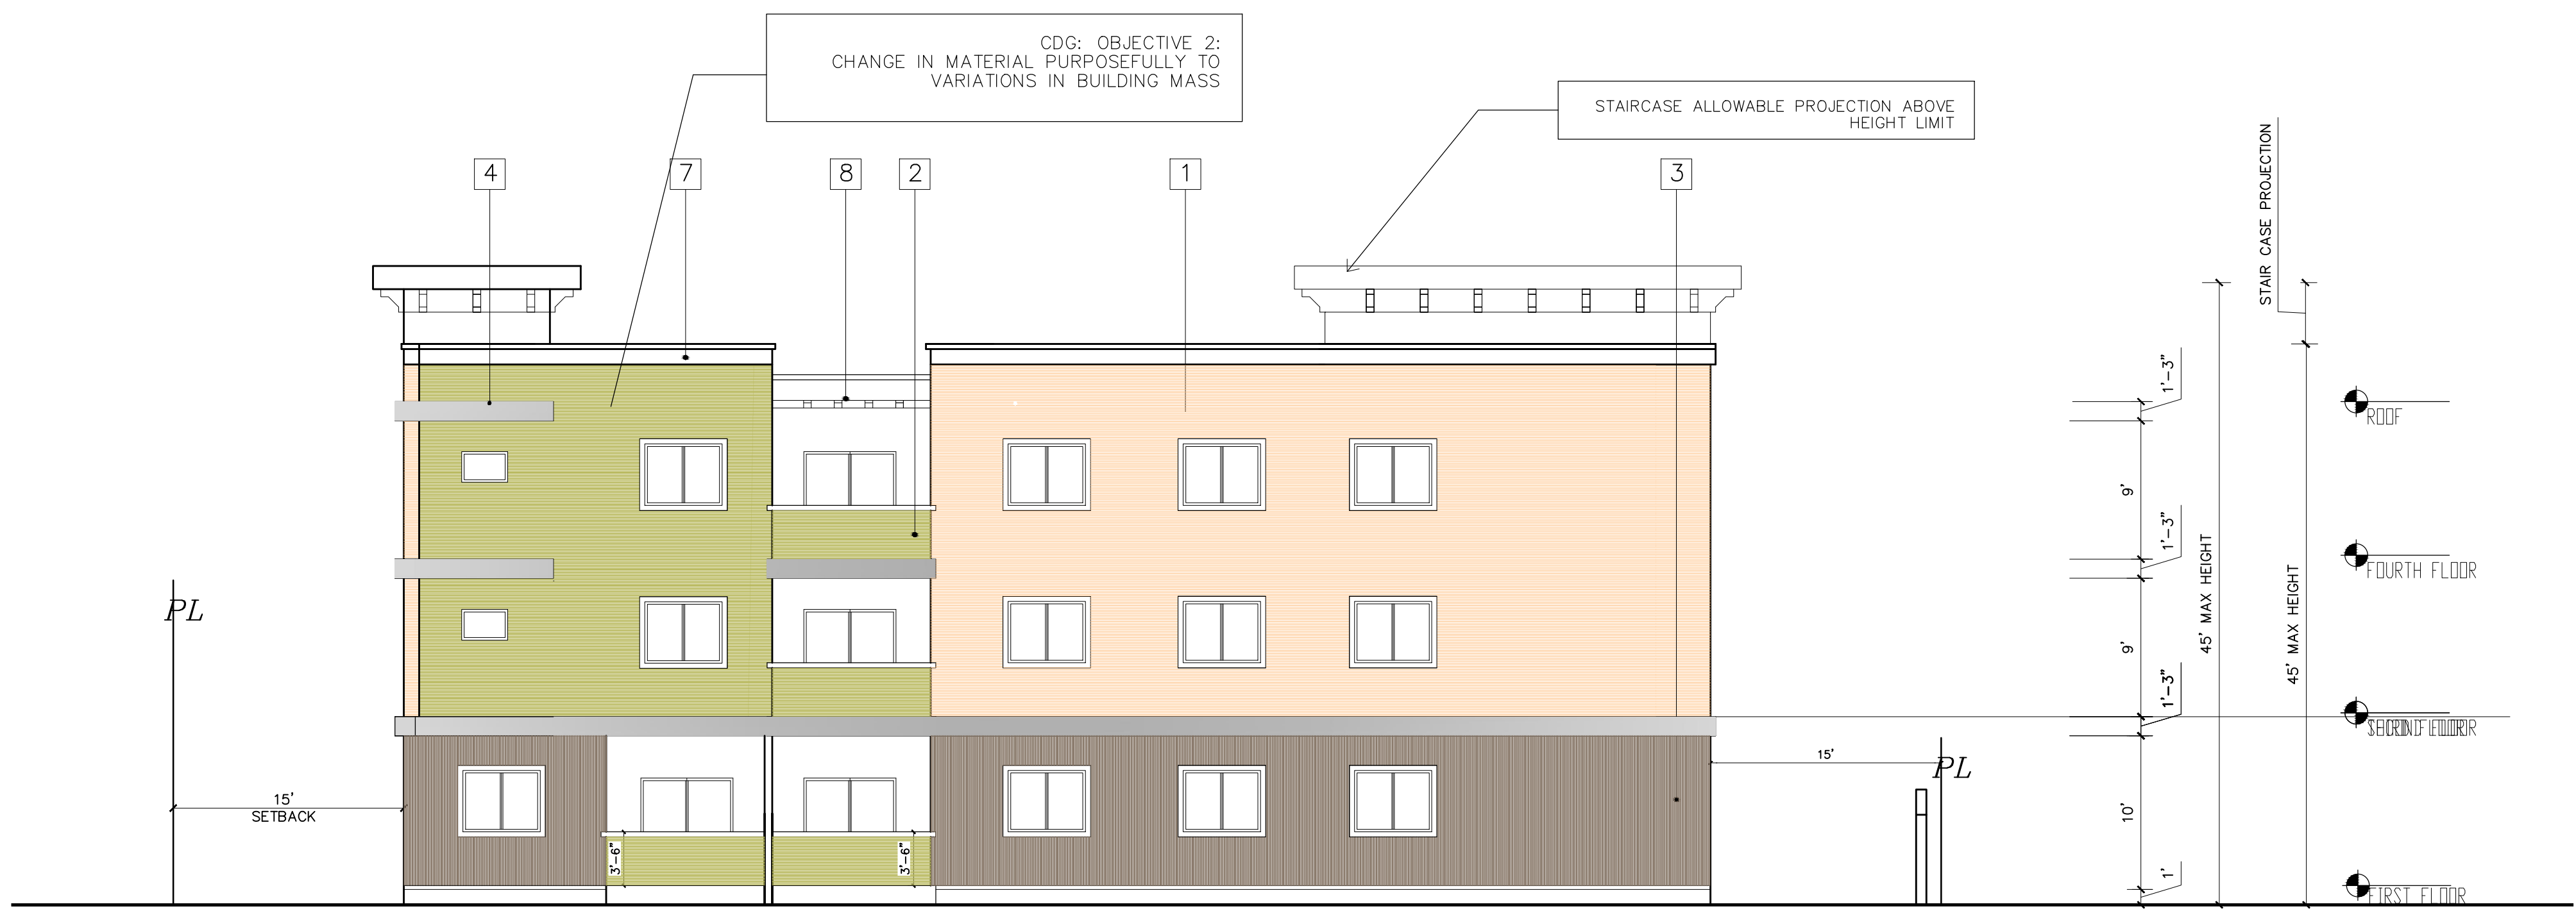 CDG: OBJECTIVE 2:
CHANGE IN MATERIAL PURPOSEFULLY TO
VARIATIONS IN BUILDING MASS
STAIRCASE ALLOWABLE PROJECTION ABOVE
HEIGHT LIMIT
4
7
8
2
1
3
STAIR CASE PROJECTION
1'-3"
ROOF
9'
1'-3"
FOURTH FLOOR
45' MAX HEIGHT
45' MAX HEIGHT
PL
9'
1'-3"
15'
PL
15'
SETBACK
10'
3'-6"
3'-6"
1'
FIRST FLOOR